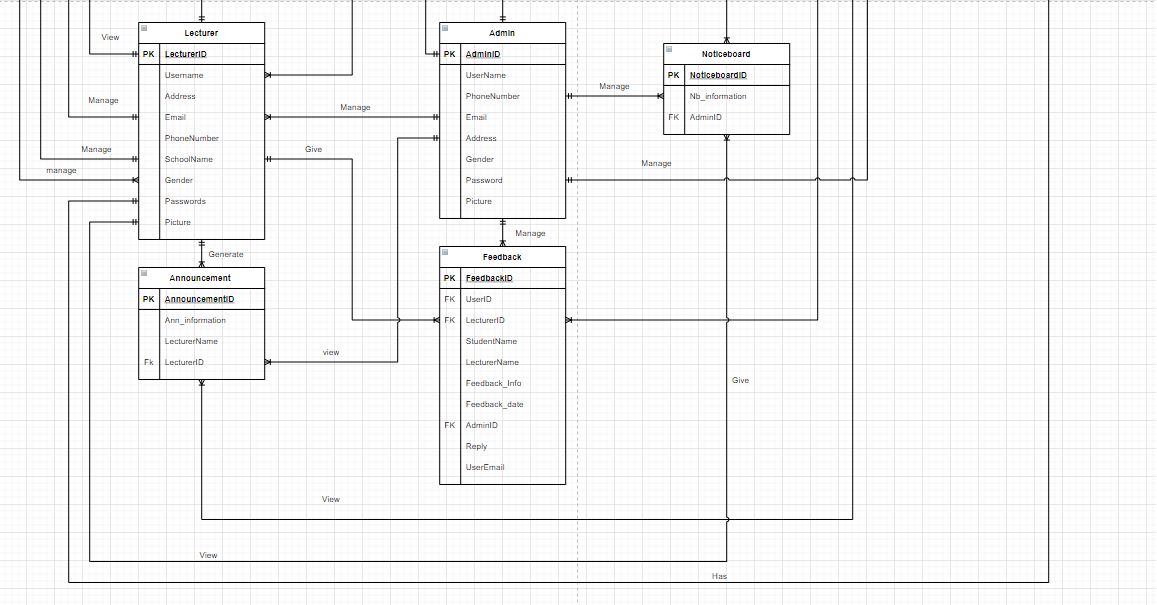 View
Manage
Manage
manage
Lecturer
PK LecturerID
Username
Address
Email
PhoneNumber
SchoolName
Gender
Passwords
Picture
Generate
Announcement
PK AnnouncementID
Ann_information
LecturerName
Fk LecturerID
Manage
Give
view
Admin
PK AdminID
UserName
PhoneNumber
Email
Address
Gender
Password
Picture
Manage
Feedback
PK FeedbackID
FK UserID
FK LecturerID
StudentName
LecturerName
Feedback_Info
Feedback_date
FK AdminID
Reply
UserEmail
Manage
Manage
Noticeboard
PK NoticeboardID
Nb_information
FK AdminID
Give
View
View
Has